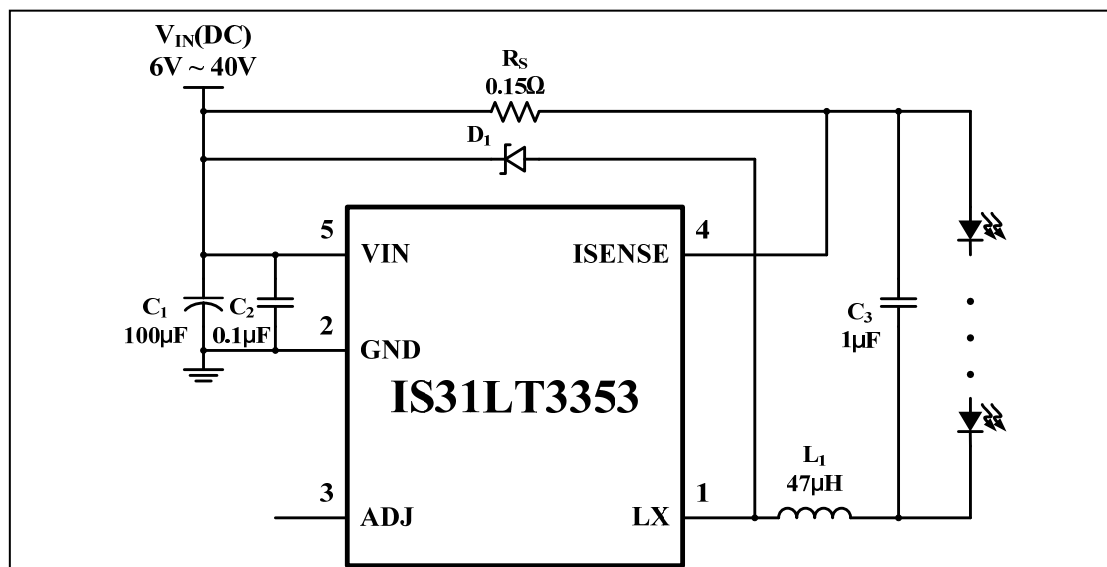 V_IN(DC)
6V ~ 40V
R_S
0.15Ω
D_1
5
VIN
ISENSE
4
C_1
100µF
C_2
0.1µF
2
GND
C_3
1µF
IS31LT3353
3
ADJ
LX
1
L_1
47µH